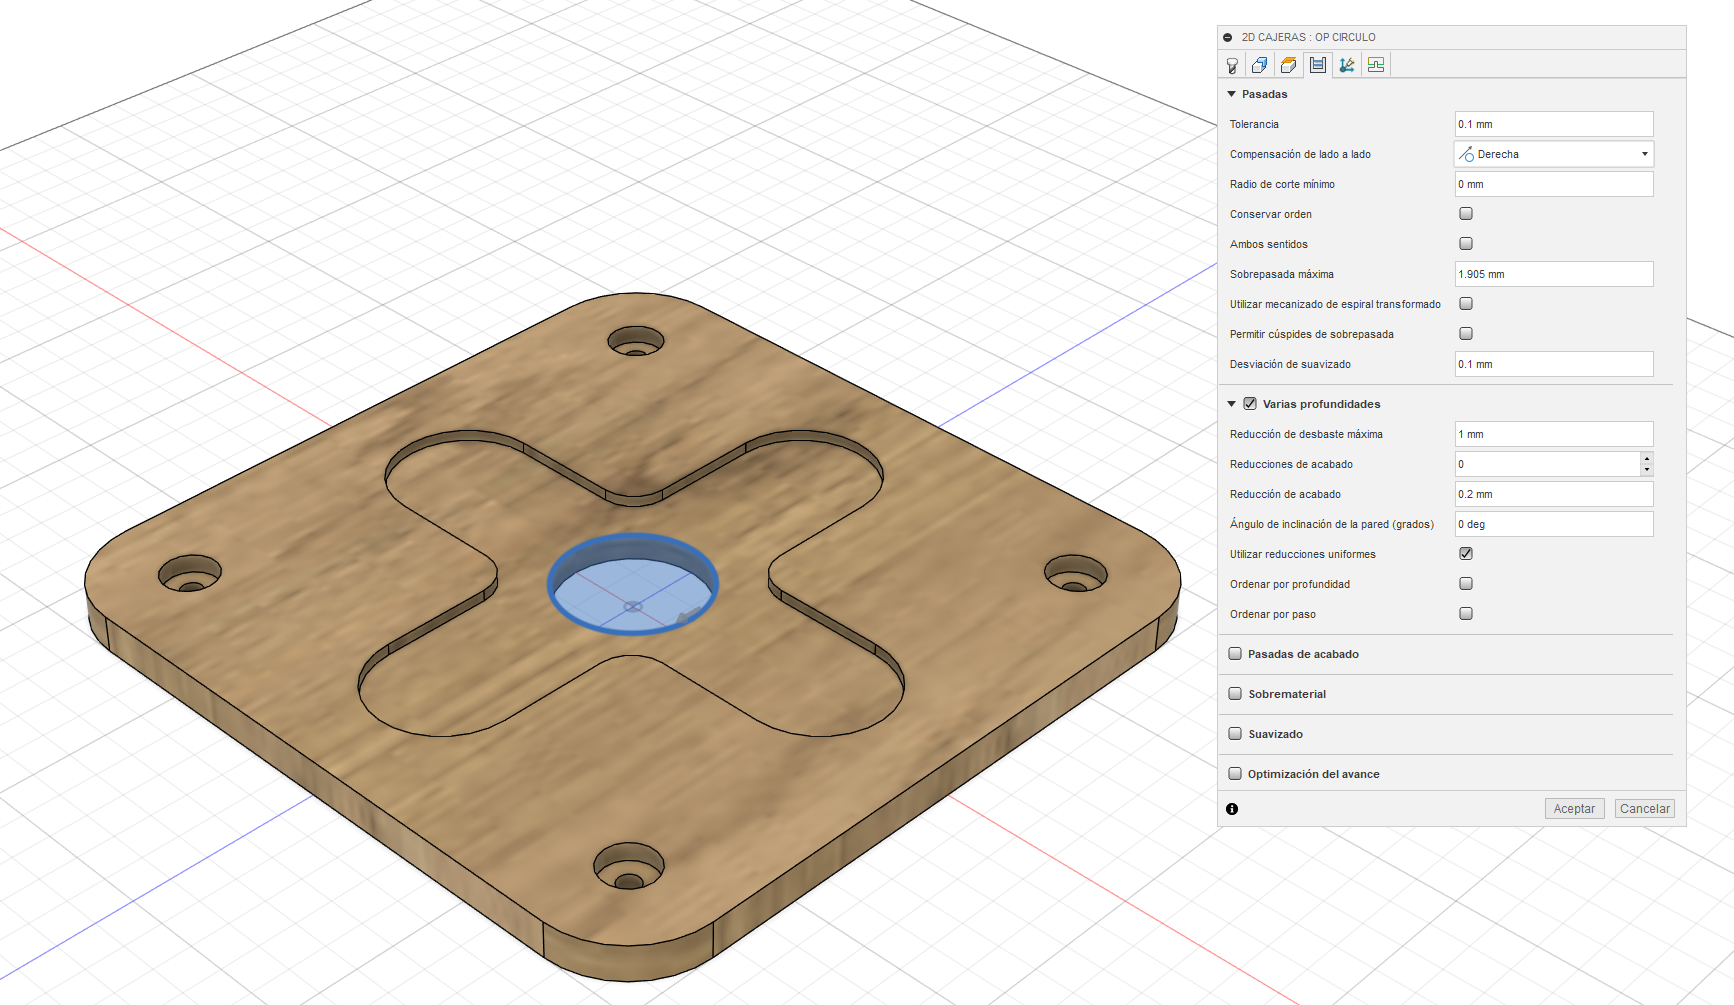 2D CAJERAS : OP CIRCULO
Pasadas
Tolerancia 0.1 mm
Compensación de lado a lado Derecha
Radio de corte mínimo 0 mm
Conservar orden
Ambos sentidos
Sobrepasada máxima 1.905 mm
Utilizar mecanizado de espiral transformado
Permitir cúspides de sobrepasada
Desviación de suavizado 0.1 mm
Varias profundidades
Reducción de desbaste máxima 1 mm
Reducciones de acabado 0
Reducción de acabado 0.2 mm
Ángulo de inclinación de la pared (grados) 0 deg
Utilizar reducciones uniformes
Ordenar por profundidad
Ordenar por paso
Pasadas de acabado
Sobrematerial
Suavizado
Optimización del avance
Aceptar Cancelar